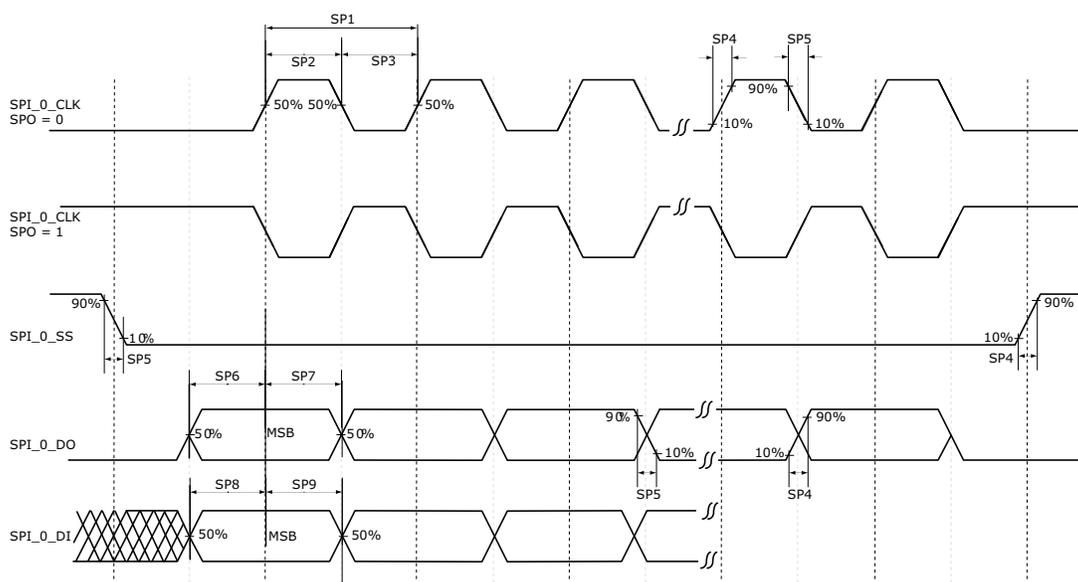 SP1
SP2 SP3 SP4 SP5
SPI_0_CLK
SPO = 0
50% 50% 50% 90% 10% 10%
SPI_0_CLK
SPO = 1
90% 90%
SPI_0_SS 10% 10%
SP5 SP4
SP6 SP7
90% 90%
SPI_0_DO 50% MSB 50% 10% 10%
SP8 SP9 SP5 SP4
SPI_0_DI 50% MSB 50%